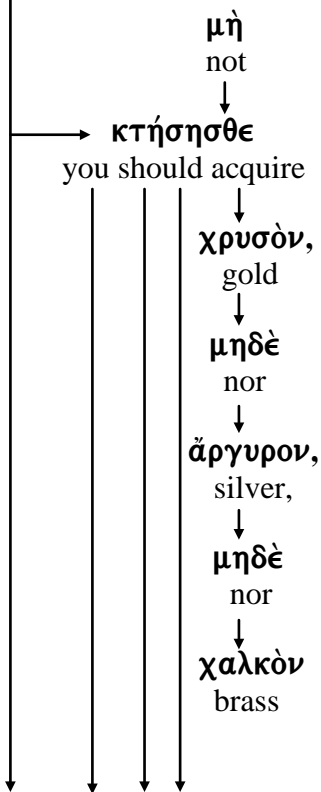 μὴ
not
κτήσησθε
you should acquire
χρυσὸν,
gold
μηδὲ
nor
ἄργυρον,
silver,
μηδὲ
nor
χαλκὸν
brass